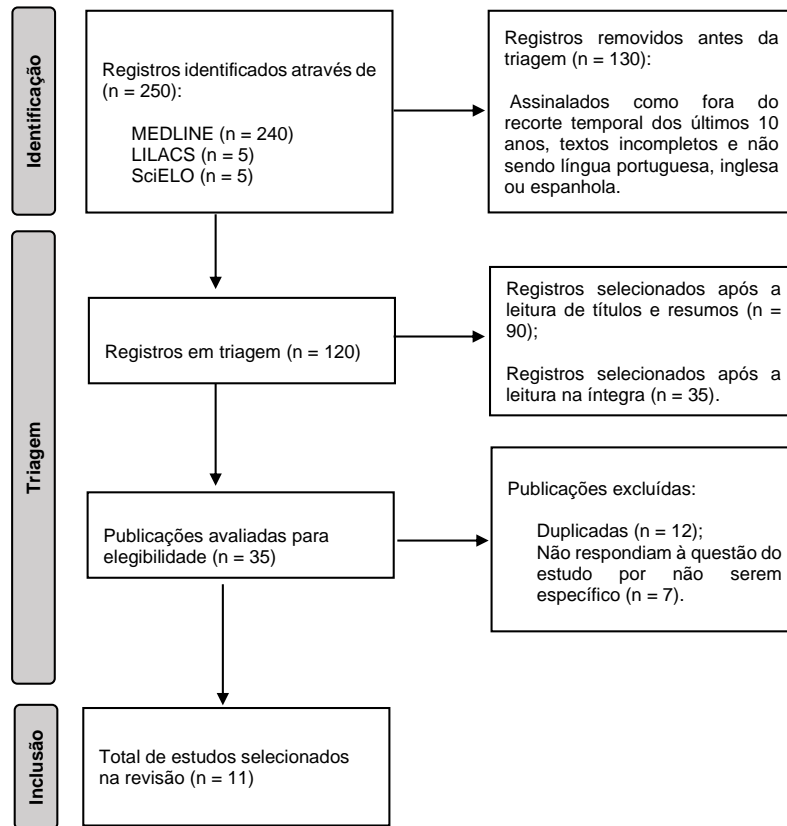 Identificação
Registros identificados através de
(n = 250):
MEDLINE (n = 240)
LILACS (n = 5)
SciELO (n = 5)
Registros removidos antes da
triagem (n = 130):
Assinalados como fora do
recorte temporal dos últimos 10
anos, textos incompletos e não
sendo língua portuguesa, inglesa
ou espanhola.
Triagem
Registros em triagem (n = 120)
Registros selecionados após a
leitura de títulos e resumos (n =
90);
Registros selecionados após a
leitura na íntegra (n = 35).
Publicações avaliadas para
elegibilidade (n = 35)
Publicações excluídas:
Duplicadas (n = 12);
Não respondiam à questão do
estudo por não serem
específico (n = 7).
Inclusão
Total de estudos selecionados
na revisão (n = 11)